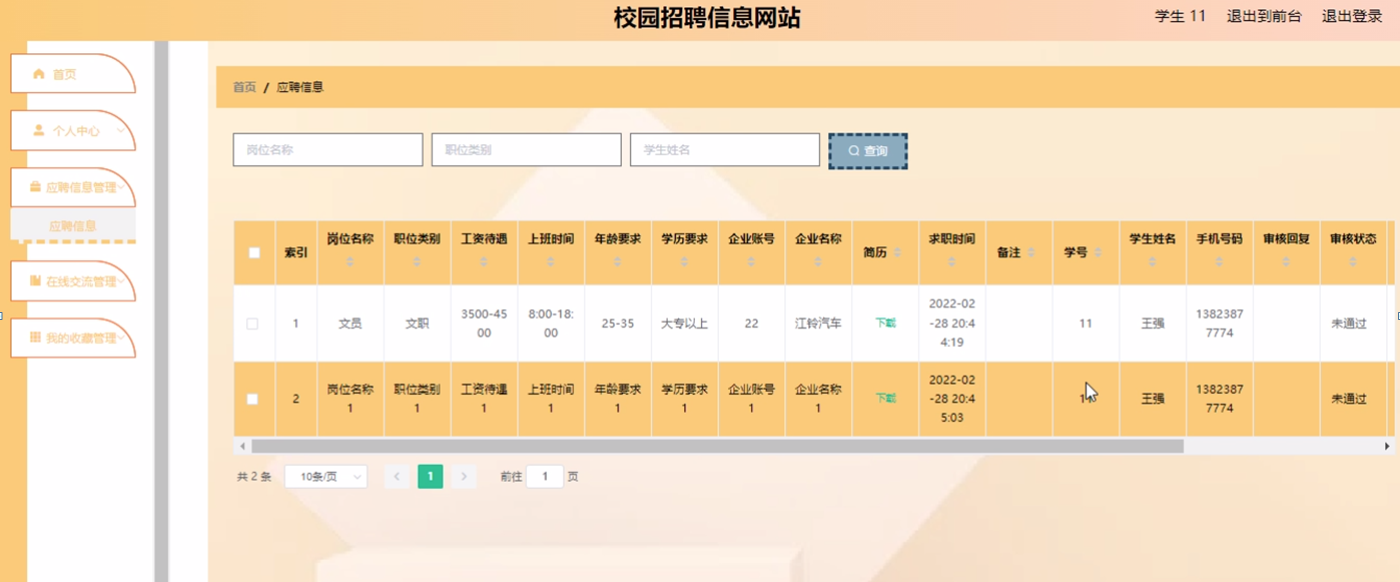 校园招聘信息网站
学生 11 退出到前台 退出登录
首页
个人中心
应聘信息管理
应聘信息
在线交流管理
我的收藏管理
首页 / 应聘信息
岗位名称 职位类别 学生姓名 查询
索引 岗位名称 职位类别 工资待遇 上班时间 年龄要求 学历要求 企业账号 企业名称 简历 求职时间 备注 学号 学生姓名 手机号码 审核回复 审核状态
1 文员 文职 3500-4500 8:00-18:00 25-35 大专以上 22 江铃汽车 下载 2022-02-28 20:44:19 11 王强 13823877774 未通过
2 岗位名称1 职位类别1 工资待遇1 上班时间1 年龄要求1 学历要求1 企业账号1 企业名称1 下载 2022-02-28 20:45:03 王强 13823877774 未通过
共 2 条 10条/页 1 前往 1 页